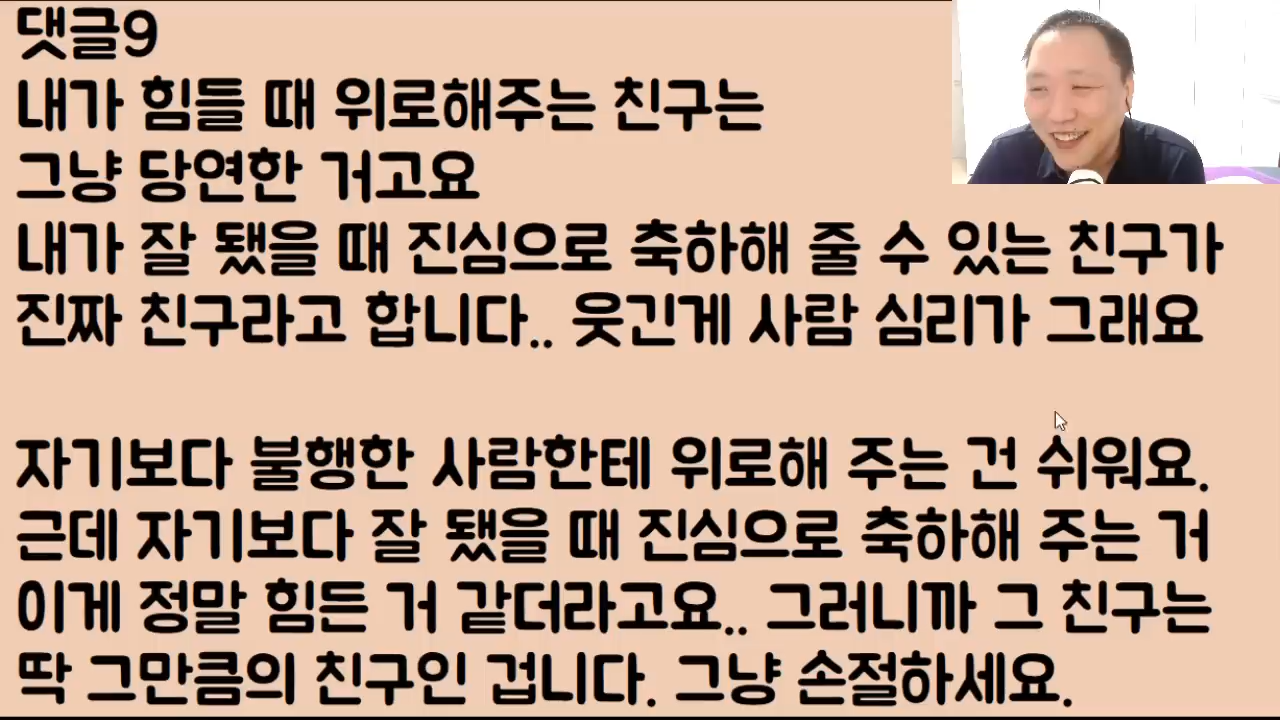 댓글9
내가 힘들 때 위로해주는 친구는
그냥 당연한 거고요
내가 잘 됐을 때 진심으로 축하해 줄 수 있는 친구가
진짜 친구라고 합니다.. 웃긴게 사람 심리가 그래요
자기보다 불행한 사람한테 위로해 주는 건 쉬워요.
근데 자기보다 잘 됐을 때 진심으로 축하해 주는 거
이게 정말 힘든 거 같더라고요.. 그러니까 그 친구는
딱 그만큼의 친구인 겁니다. 그냥 손절하세요.